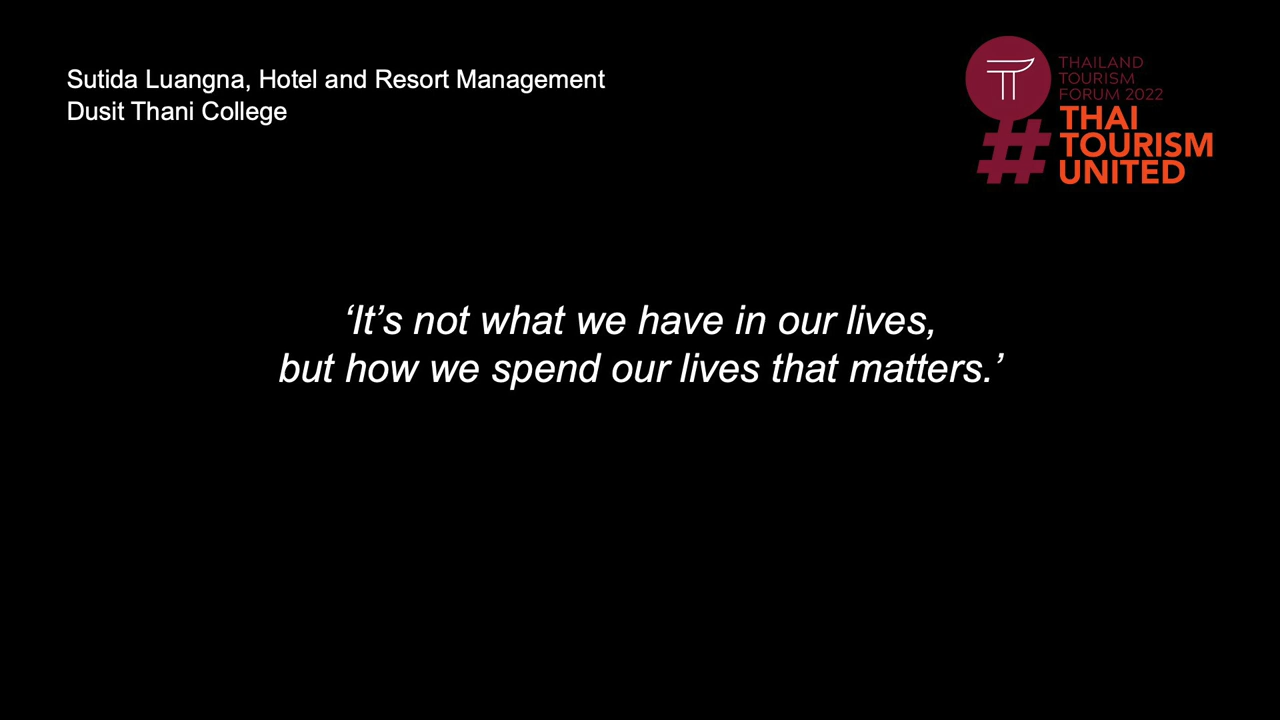 Sutida Luangna, Hotel and Resort Management
Dusit Thani College
THAILAND
TOURISM
FORUM 2022
#THAI
TOURISM
UNITED
‘It’s not what we have in our lives,
but how we spend our lives that matters.’